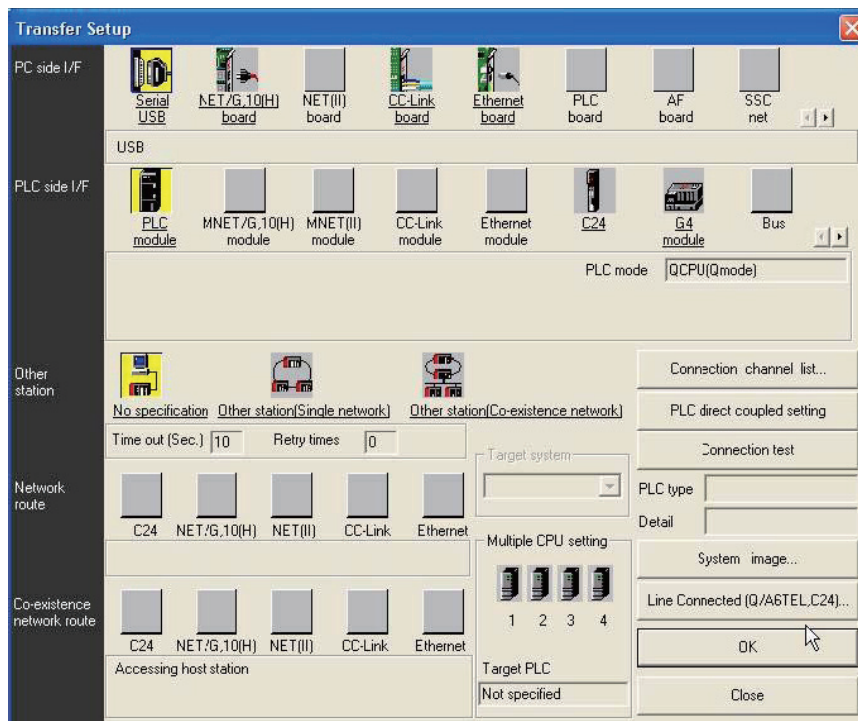 Transfer Setup
PC side I/F
Serial USB
NET/G,10(H) board
NET(II) board
CC-Link board
Ethernet board
PLC board
AF board
SSC net
USB
PLC side I/F
PLC module
MNET/G,10(H) module
MNET(II) module
CC-Link module
Ethernet module
C24
G4 module
Bus
PLC mode QCPU(Qmode)
Other station
No specification
Other station(Single network)
Other station(Co-existence network)
Connection channel list...
PLC direct coupled setting
Time out (Sec.) 10 Retry times 0
Connection test
Target system
PLC type
Detail
Network route
C24 NET/G,10(H) NET(II) CC-Link Ethernet
Multiple CPU setting
1 2 3 4
System image...
Line Connected (Q/A6TEL,C24)...
Co-existence network route
C24 NET/G,10(H) NET(II) CC-Link Ethernet
Accessing host station
Target PLC
Not specified
OK
Close